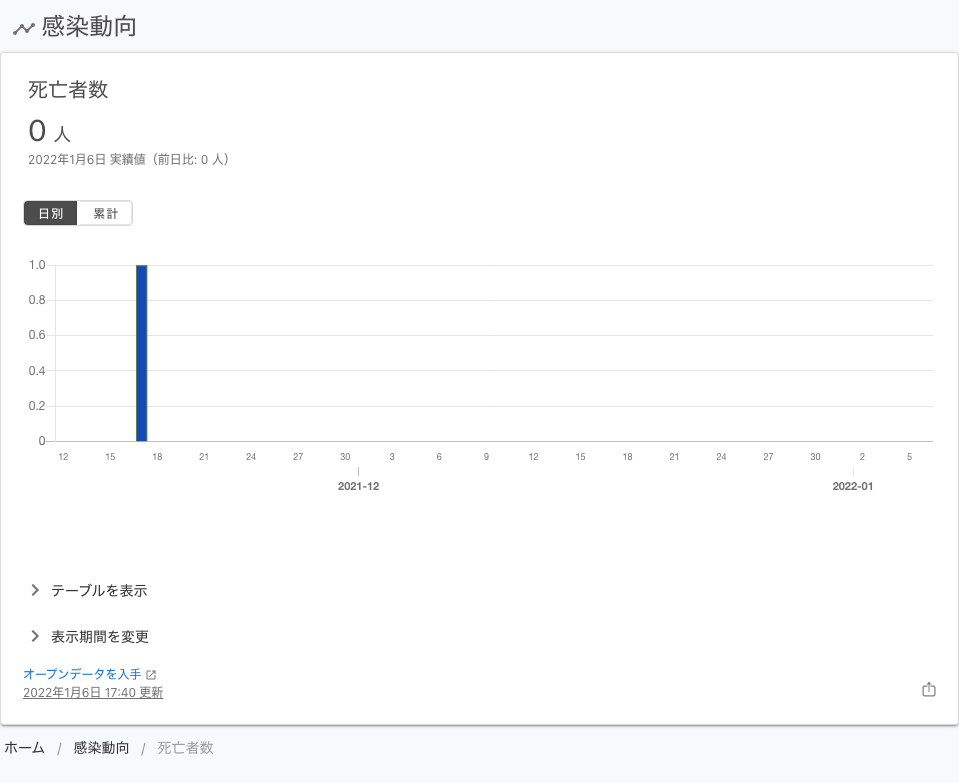 感染動向
死亡者数
0 人
2022年1月6日 実績値（前日比: 0 人）
日別 累計
1.0
0.8
0.6
0.4
0.2
0
12 15 18 21 24 27 30 3 6 9 12 15 18 21 24 27 30 2 5
2021-12 2022-01
テーブルを表示
表示期間を変更
オープンデータを入手
2022年1月6日 17:40 更新
ホーム / 感染動向 / 死亡者数